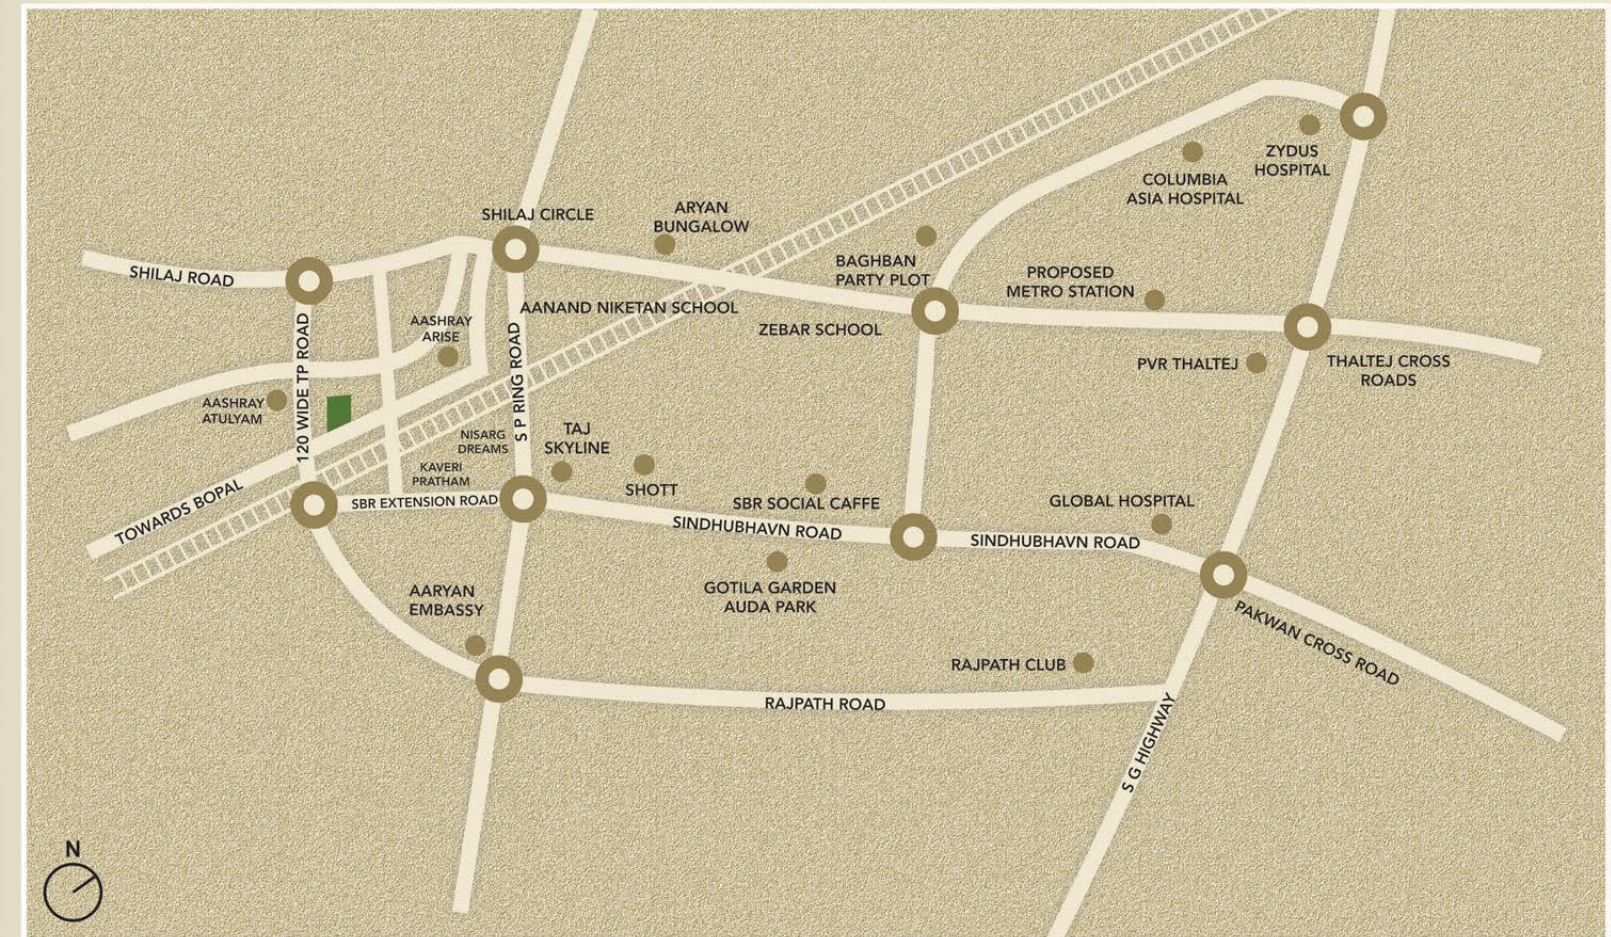 ZYDUS
HOSPITAL
COLUMBIA
ASIA HOSPITAL
ARYAN
BUNGALOW
SHILAJ CIRCLE
BAGHBAN
PARTY PLOT
PROPOSED
METRO STATION
SHILAJ ROAD
AANAND NIKETAN SCHOOL
ZEBAR SCHOOL
AASHRAY
ARISE
PVR THALTEJ
THALTEJ CROSS
ROADS
120 WIDE TP ROAD
S P RING ROAD
AASHRAY
ATULYAM
NISARG
DREAMS
TAJ
SKYLINE
KAVERI
PRATHAM
SHOTT
SBR SOCIAL CAFFE
GLOBAL HOSPITAL
TOWARDS BOPAL
SBR EXTENSION ROAD
SINDHUBHAVN ROAD
SINDHUBHAVN ROAD
GOTILA GARDEN
AUDA PARK
AARYAN
EMBASSY
PAKWAN CROSS ROAD
RAJPATH CLUB
RAJPATH ROAD
S G HIGHWAY
N